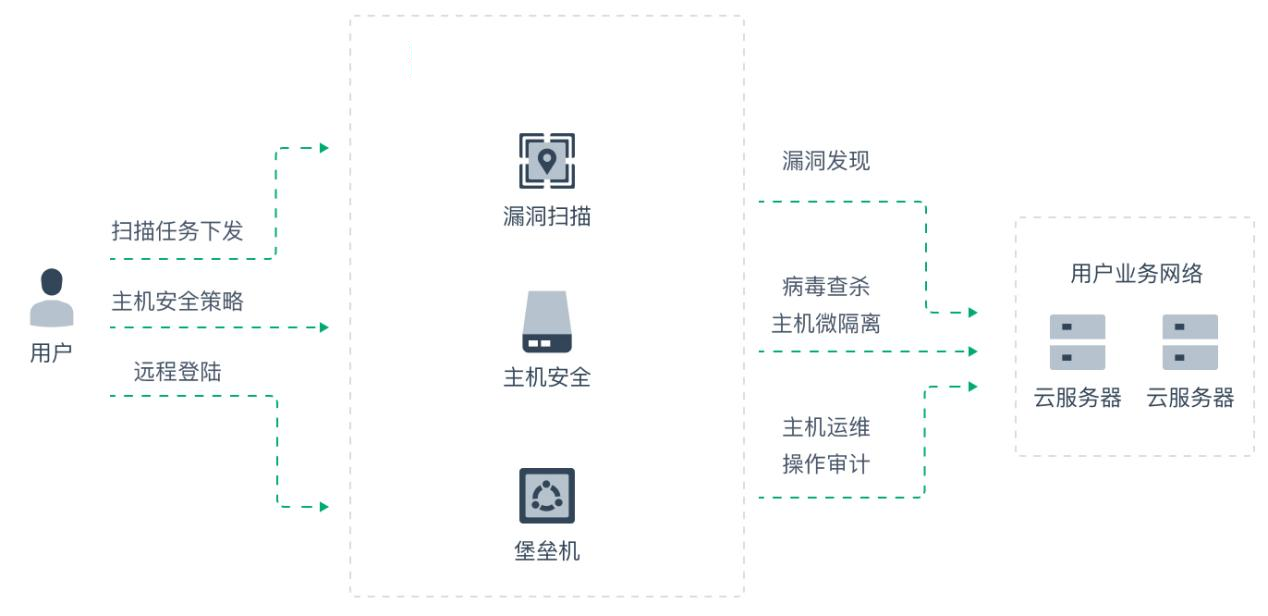 扫描任务下发
主机安全策略
远程登陆
用户
漏洞扫描
主机安全
堡垒机
漏洞发现
病毒查杀
主机微隔离
主机运维
操作审计
用户业务网络
云服务器
云服务器